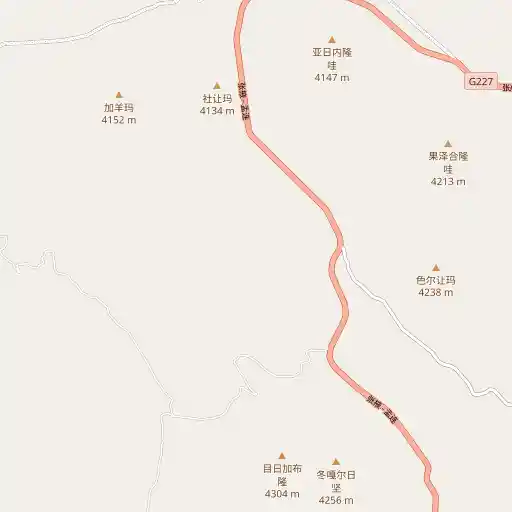 亚日内隆
哇
4147 m
G227
社让玛
4134 m
加羊玛
4152 m
果泽合隆
哇
4213 m
色尔让玛
4238 m
目日加布
隆
4304 m
冬嘎尔日
坚
4256 m